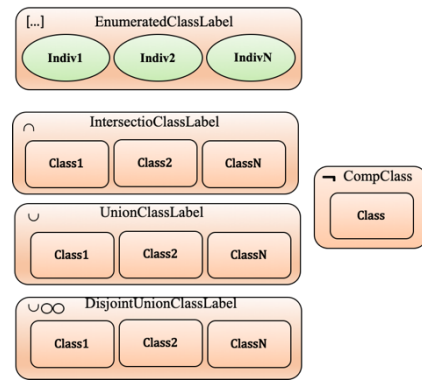 [...] EnumeratedClassLabel
Indiv1 Indiv2 IndivN
∩ IntersectioClassLabel
Class1 Class2 ClassN
¬ CompClass
Class
∪ UnionClassLabel
Class1 Class2 ClassN
∪○○ DisjointUnionClassLabel
Class1 Class2 ClassN